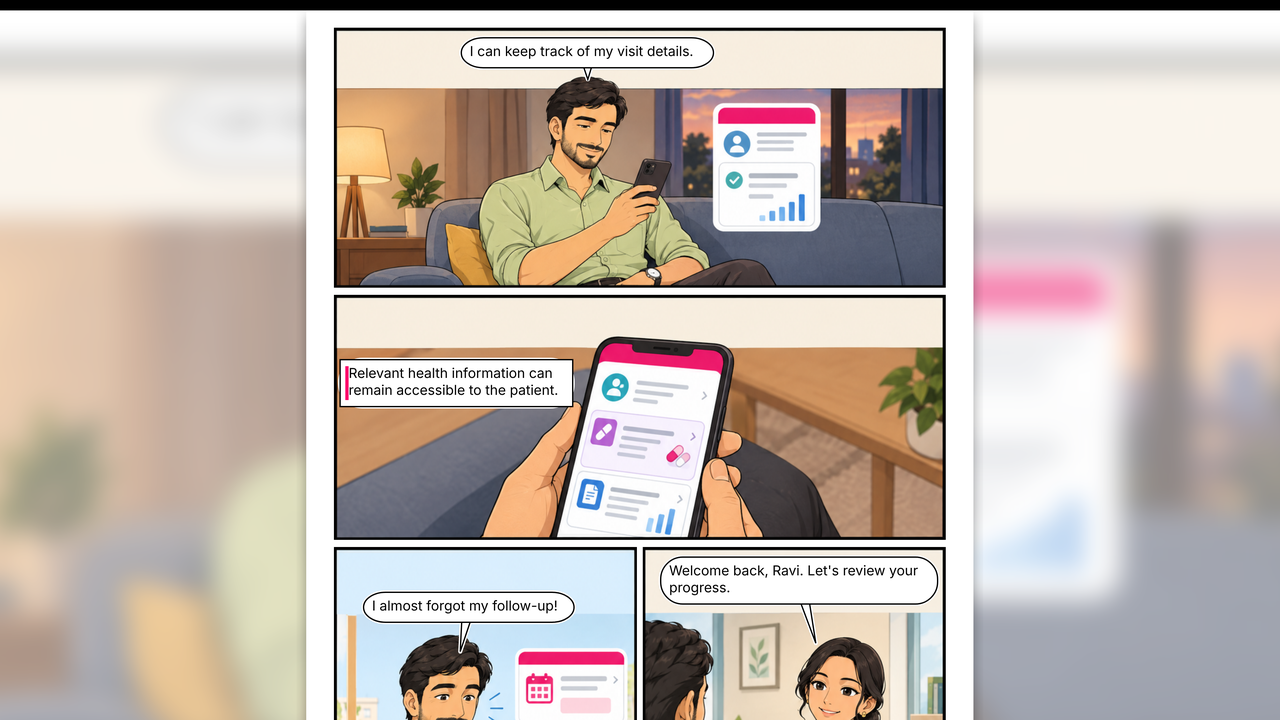 I can keep track of my visit details.
Relevant health information can
remain accessible to the patient.
I almost forgot my follow-up!
Welcome back, Ravi. Let's review your
progress.